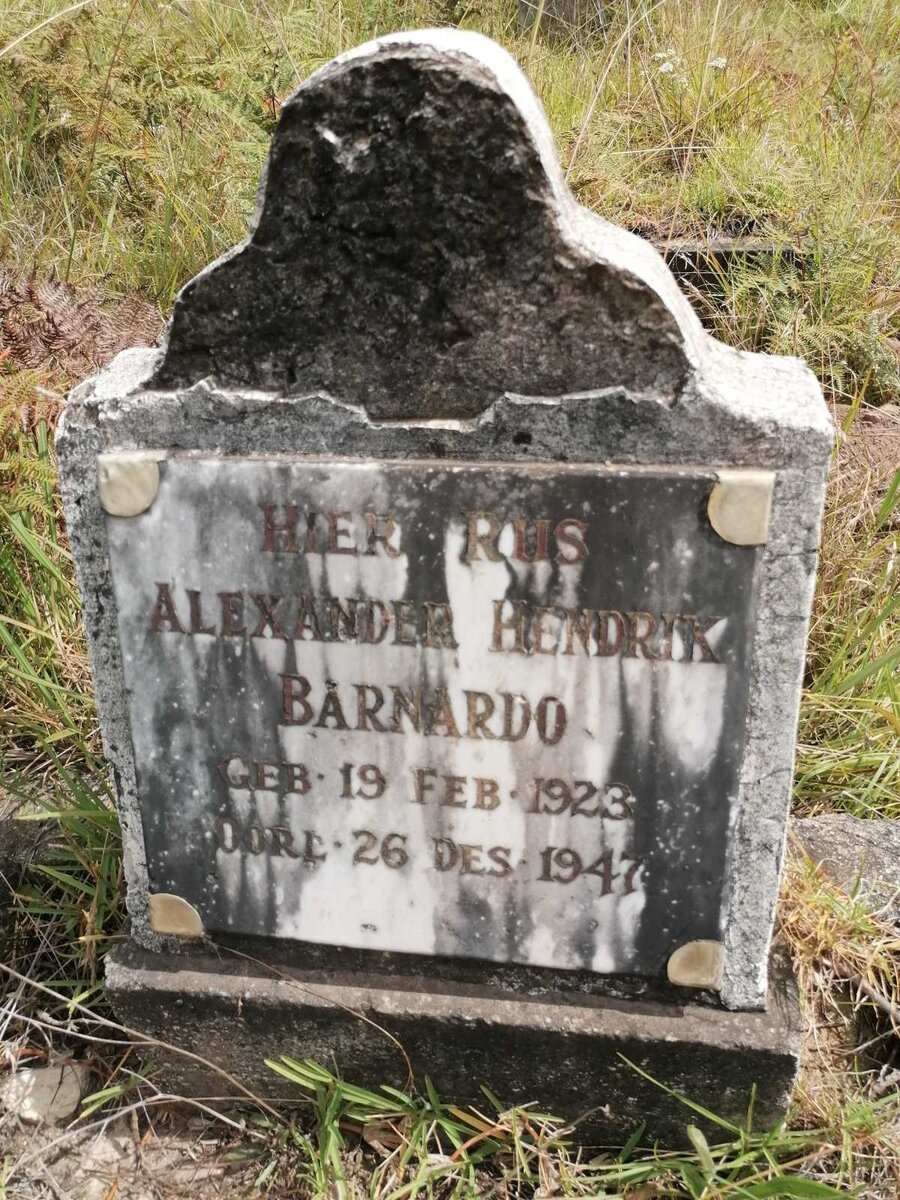 HIER RUS
ALEXANDER HENDRIK
BARNARDO
GEB· 19 FEB· 1923
OORL· 26 DES· 1947